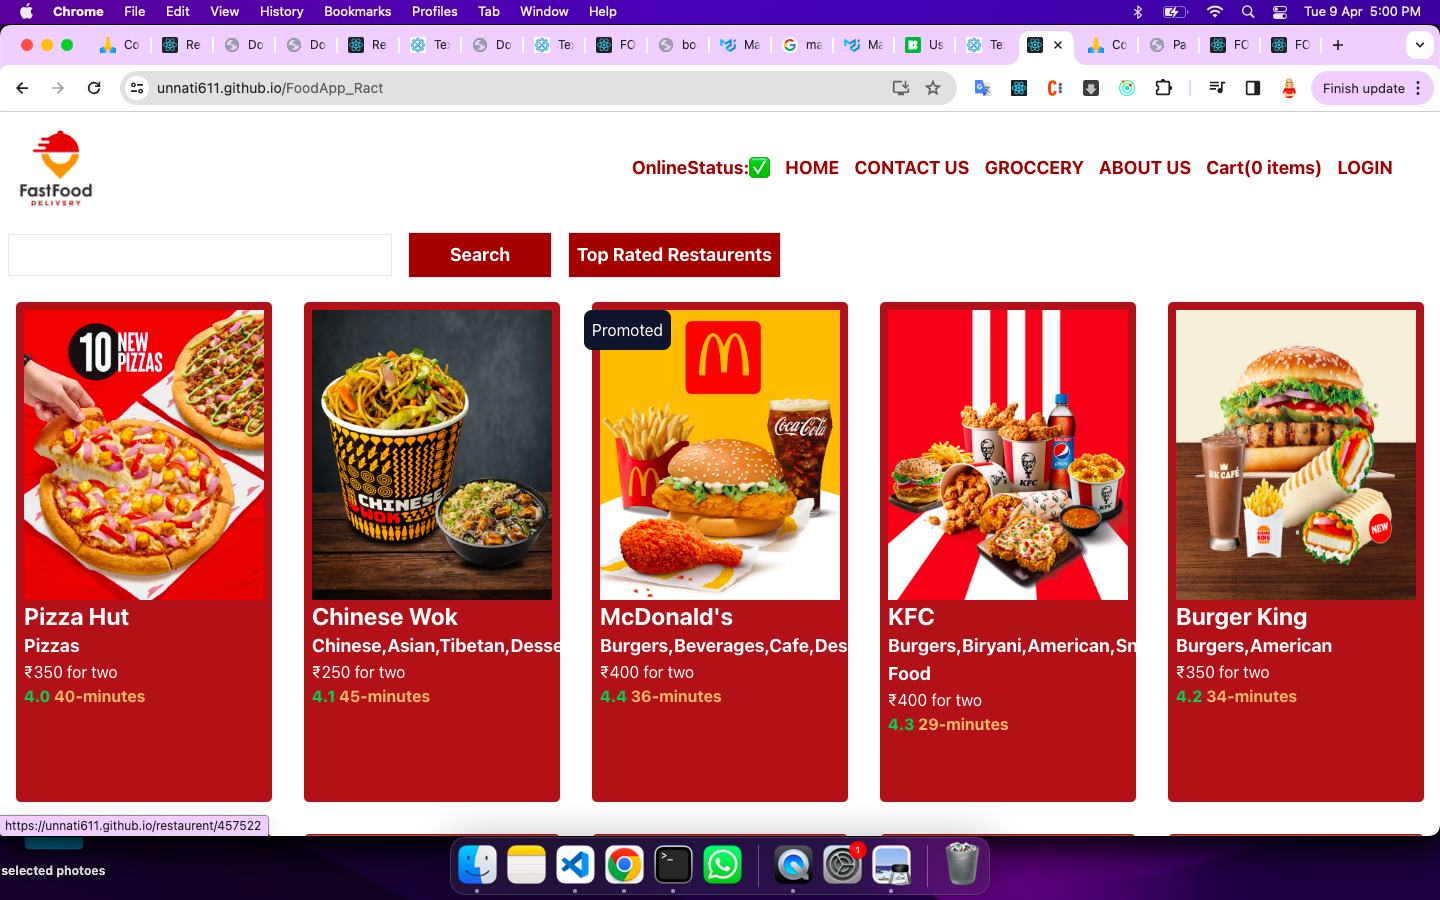 Chrome File Edit View History Bookmarks Profiles Tab Window Help Tue 9 Apr 5:00 PM
Co Re Do Do Re Te Do Te FO bo Ma ma Ma Us Te Co Pa FO FO
unnati611.github.io/FoodApp_Ract Finish update
FastFood
DELIVERY
OnlineStatus:✅ HOME CONTACT US GROCCERY ABOUT US Cart(0 items) LOGIN
Search Top Rated Restaurents
10 NEW PIZZAS
CHINESE
WOK
Promoted
Coca-Cola
pepsi
KFC
KFC
BK CAFÉ
NEW
Pizza Hut
Pizzas
₹350 for two
4.0 40-minutes
Chinese Wok
Chinese,Asian,Tibetan,Desse
₹250 for two
4.1 45-minutes
McDonald's
Burgers,Beverages,Cafe,Des
₹400 for two
4.4 36-minutes
KFC
Burgers,Biryani,American,Sn
Food
₹400 for two
4.3 29-minutes
Burger King
Burgers,American
₹350 for two
4.2 34-minutes
https://unnati611.github.io/restaurent/457522
selected photoes
1